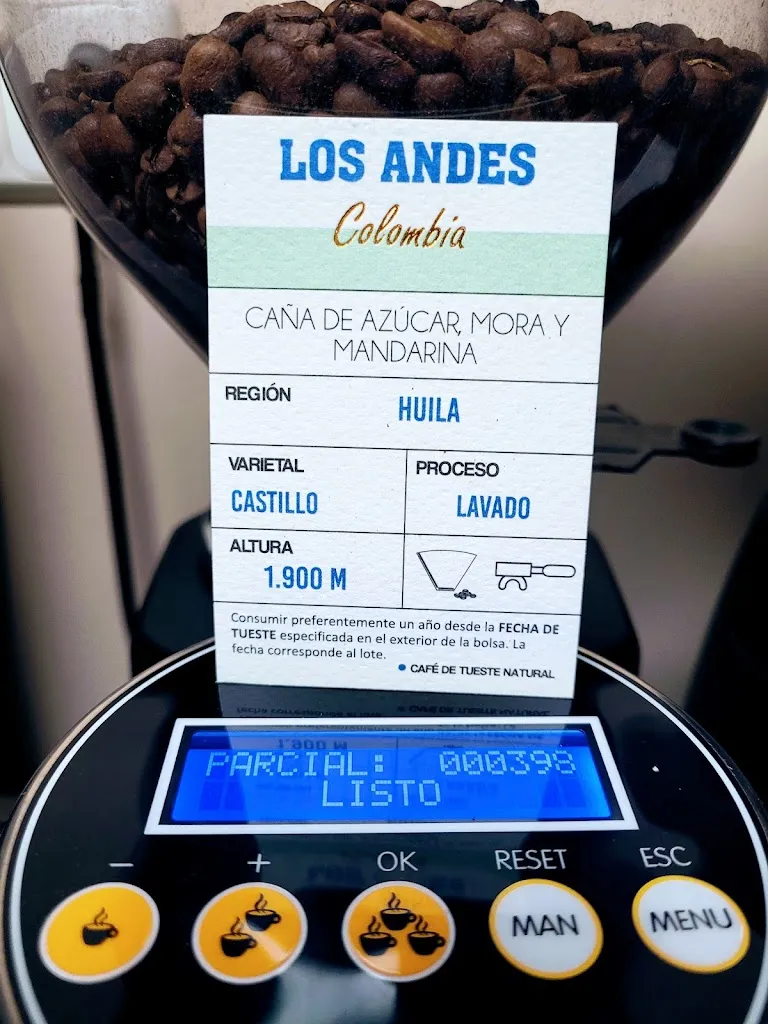 LOS ANDES
Colombia
CAÑA DE AZÚCAR, MORA Y
MANDARINA
REGIÓN
HUILA
VARIETAL
CASTILLO
PROCESO
LAVADO
ALTURA
1.900 M
Consumir preferentemente un año desde la FECHA DE
TUESTE especificada en el exterior de la bolsa. La
fecha corresponde al lote.
• CAFÉ DE TUESTE NATURAL
PARCIAL: 000398
LISTO
− + OK RESET ESC
MAN MENU